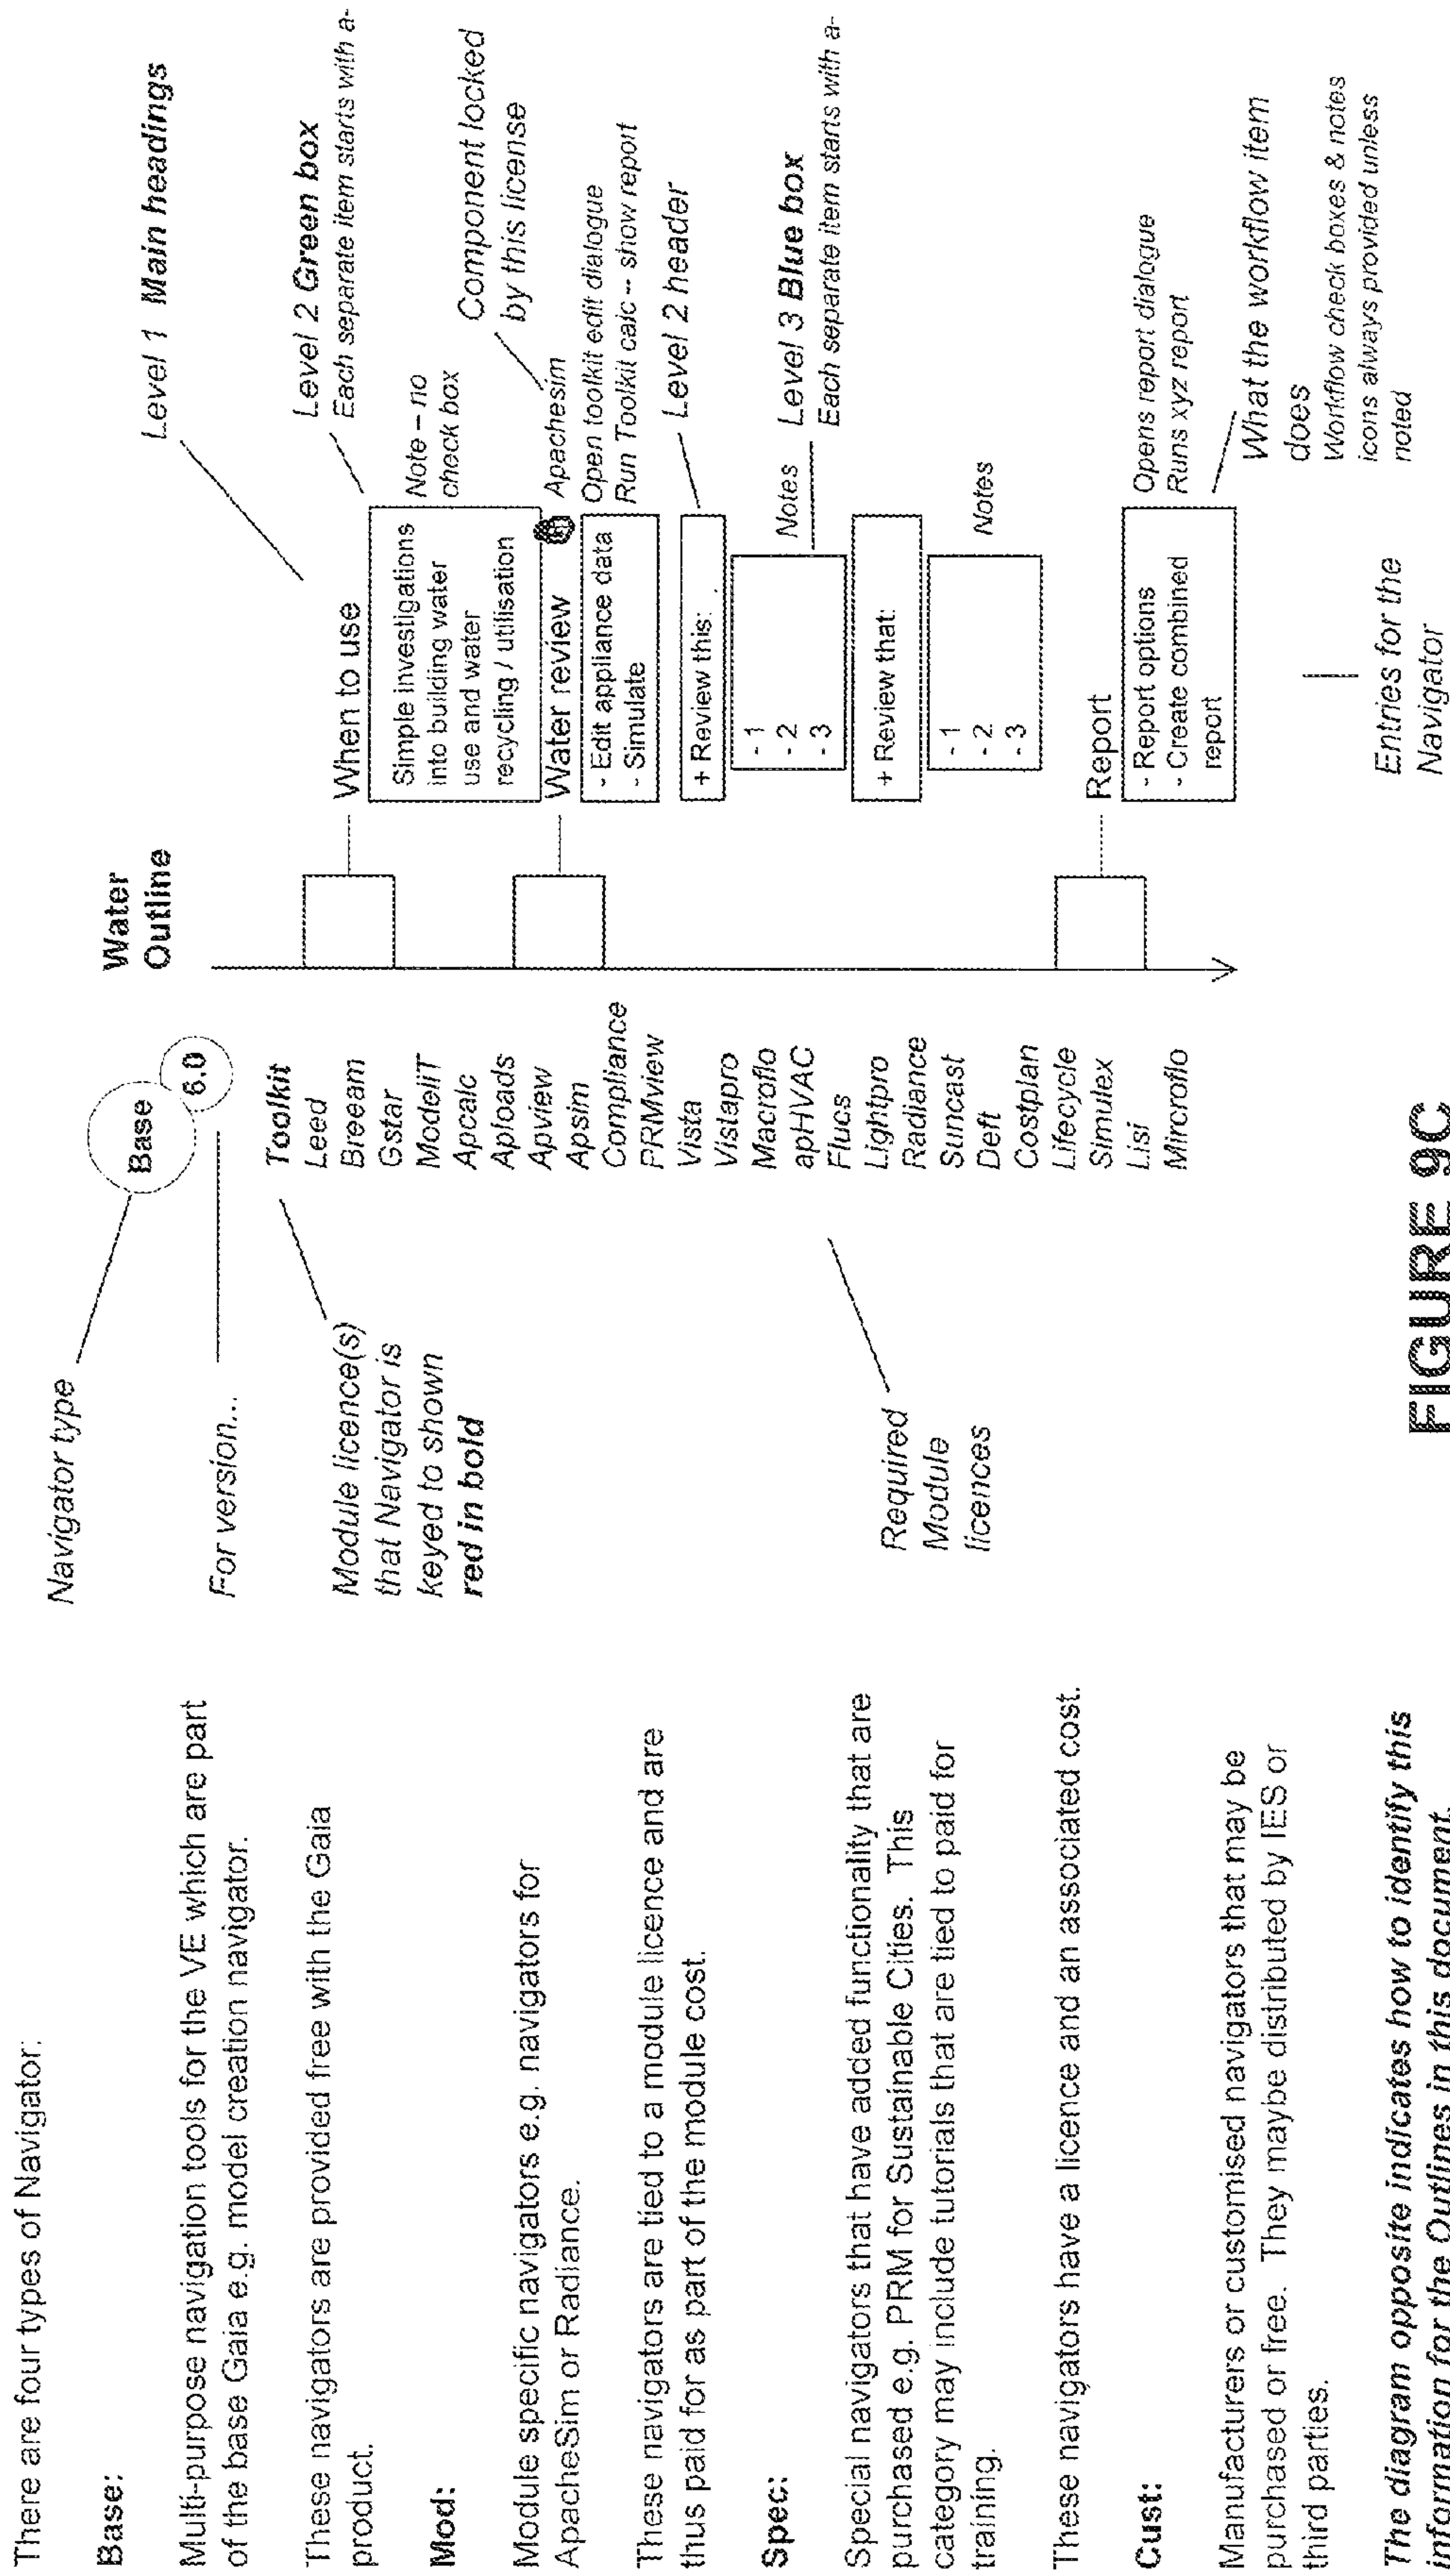 There are four types of Navigator:
Base:
Multi-purpose navigation tools for the VE which are part
of the base Gaia e.g. model creation navigator.
These navigators are provided free with the Gaia
product.
Mod:
Module specific navigators e.g. navigators for
ApacheSim or Radiance.
These navigators are tied to a module licence and are
thus paid for as part of the module cost.
Spec:
Special navigators that have added functionality that are
purchased e.g. PRM for Sustainable Cities. This
category may include tutorials that are tied to paid for
training.
These navigators have a licence and an associated cost.
Cust:
Manufacturers or customised navigators that may be
purchased or free. They maybe distributed by IES or
third parties.
The diagram opposite indicates how to identify this
information for the Outlines in this document.
Navigator type
For version...
Module licence(s)
that Navigator is
keyed to shown
red in bold
Required
Module
licences
Base
6.0
Toolkit
Leed
Breeam
Gstar
ModeliT
Apcalc
Aploads
Apview
Apsim
Compliance
PRMview
Vista
Vistapro
Macroflo
apHVAC
Flucs
Lightpro
Radiance
Suncast
Deft
Costplan
Lifecycle
Simulex
Lisi
Mircroflo
Water
Outline
When to use
Simple investigations
into building water
use and water
recycling / utilisation
Water review
- Edit appliance data
- Simulate
+ Review this:
- 1
- 2
- 3
+ Review that:
- 1
- 2
- 3
Report
- Report options
- Create combined
report
Level 1 Main headings
Level 2 Green box
Each separate item starts with a-
Note – no
check box
Component locked
by this license
Apachesim
Open toolkit edit dialogue
Run Toolkit calc – show report
Level 2 header
Notes
Level 3 Blue box
Each separate item starts with a-
Notes
Opens report dialogue
Runs xyz report
What the workflow item
does
Workflow check boxes & notes
icons always provided unless
noted
Entries for the
Navigator
FIGURE 9C